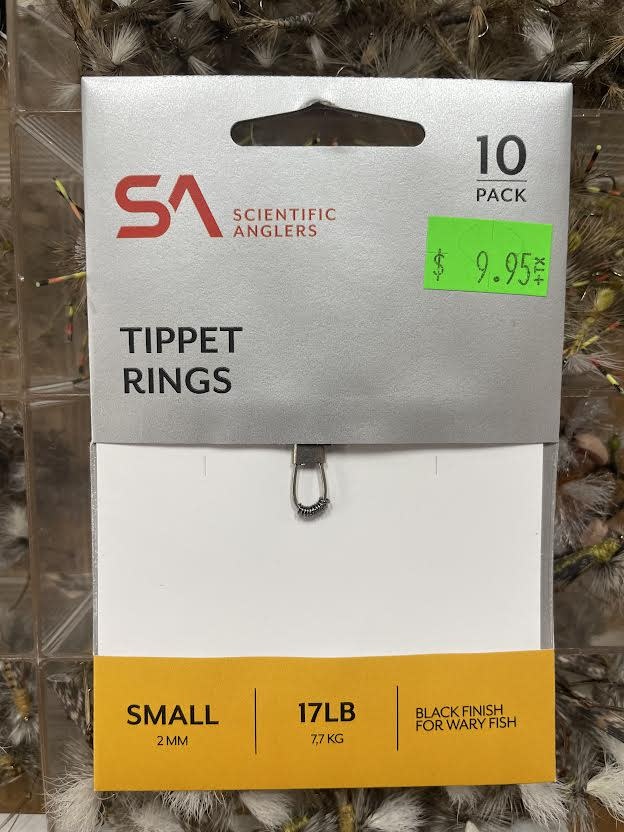 10
PACK
SA
SCIENTIFIC
ANGLERS
$ 9.95+TX
TIPPET
RINGS
SMALL
2 MM
17LB
7,7 KG
BLACK FINISH
FOR WARY FISH